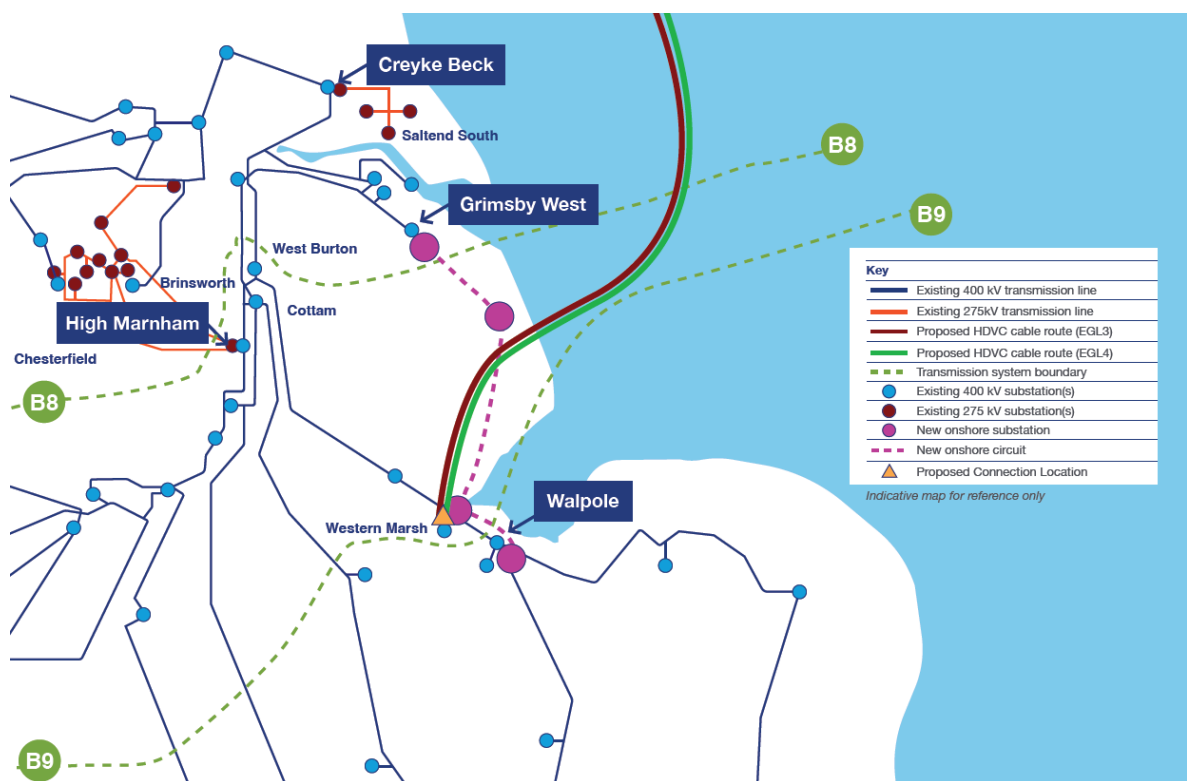 Creyke Beck
Saltend South
B8
Grimsby West
B9
West Burton
Brinsworth
Cottam
High Marnham
Chesterfield
B8
Key
Existing 400 kV transmission line
Existing 275kV transmission line
Proposed HDVC cable route (EGL3)
Proposed HDVC cable route (EGL4)
Transmission system boundary
Existing 400 kV substation(s)
Existing 275 kV substation(s)
New onshore substation
New onshore circuit
Proposed Connection Location
Indicative map for reference only
Walpole
Western Marsh
B9